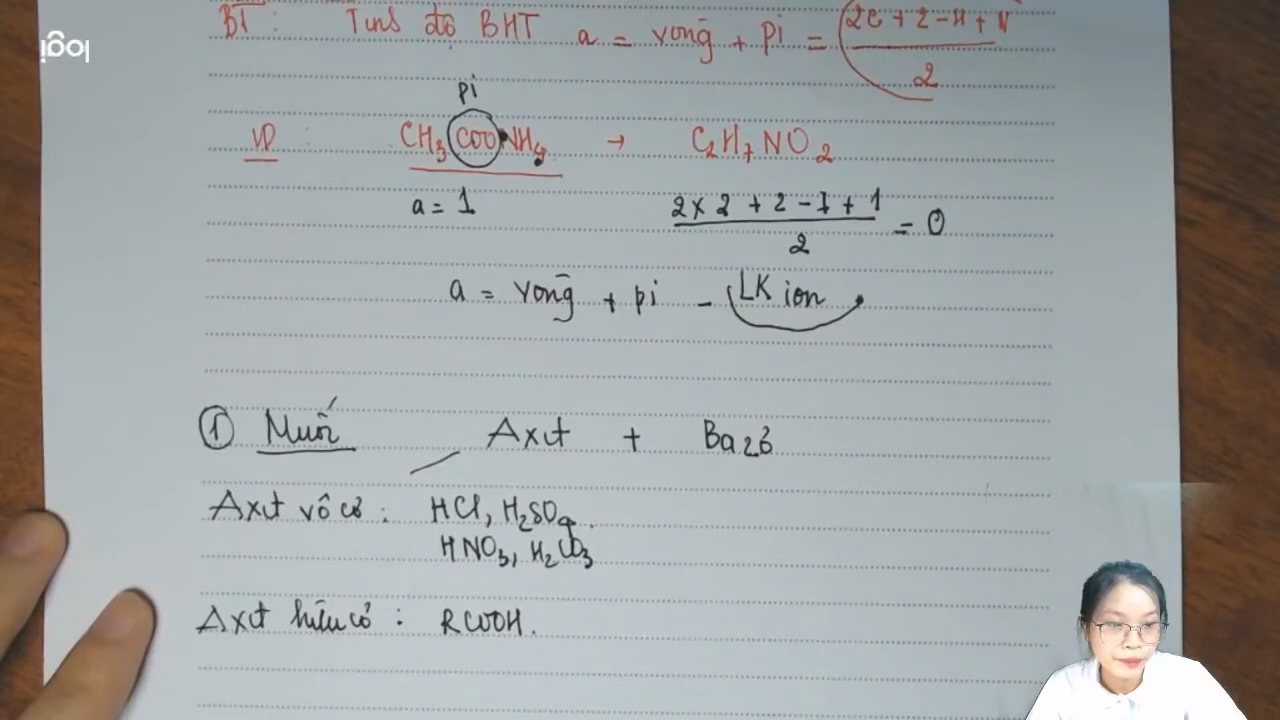 logi
BT : Tính độ BHT a = vòng + pi = (2C + 2 - H + N / 2
pi
VD : CH3COONH4 → C2H7NO2
a = 1 2x2 + 2 - 7 + 1 / 2 = 0
a = vòng + pi - LK ion
① Muối Axit + Bazơ
Axit vô cơ : HCl, H2SO4.
HNO3, H2CO3
Axit hữu cơ : RCOOH.